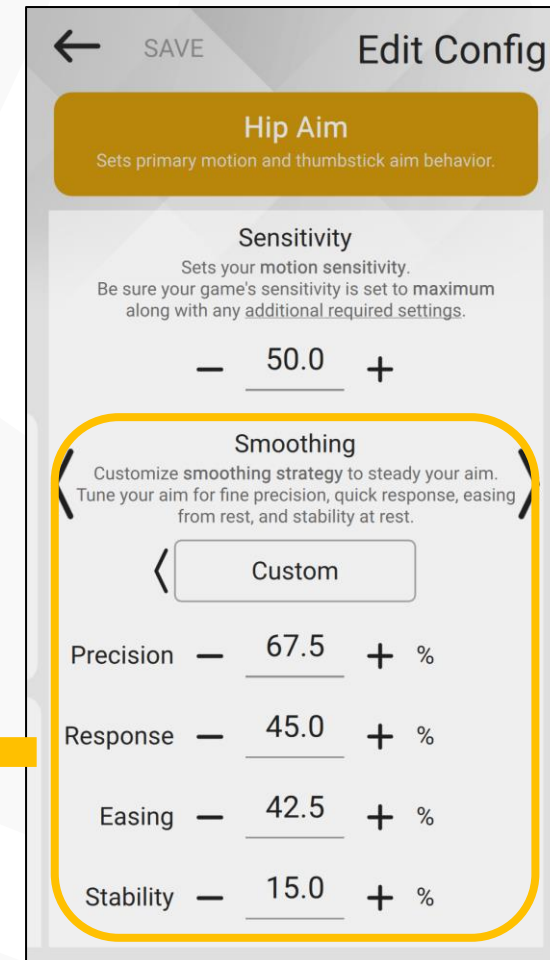 SAVE Edit Config
Hip Aim
Sets primary motion and thumbstick aim behavior.
Sensitivity
Sets your motion sensitivity.
Be sure your game's sensitivity is set to maximum
along with any additional required settings.
− 50.0 +
Smoothing
Customize smoothing strategy to steady your aim.
Tune your aim for fine precision, quick response, easing
from rest, and stability at rest.
Custom
Precision − 67.5 + %
Response − 45.0 + %
Easing − 42.5 + %
Stability − 15.0 + %